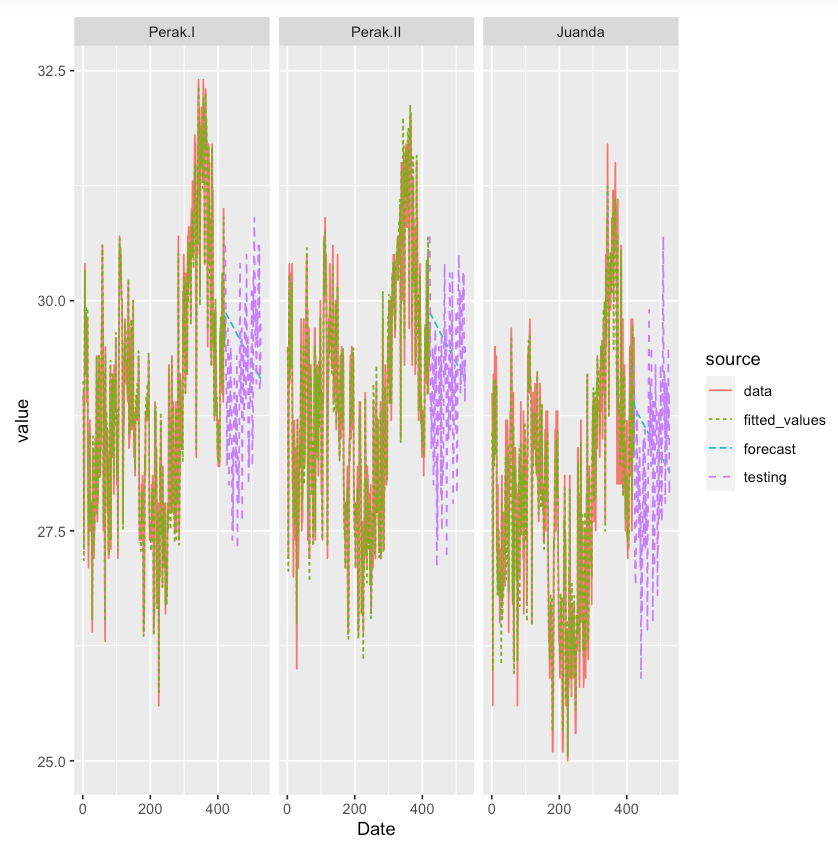 Perak.I Perak.II Juanda
32.5
30.0
27.5
25.0
value
0 200 400 0 200 400 0 200 400
Date
source
data
fitted_values
forecast
testing